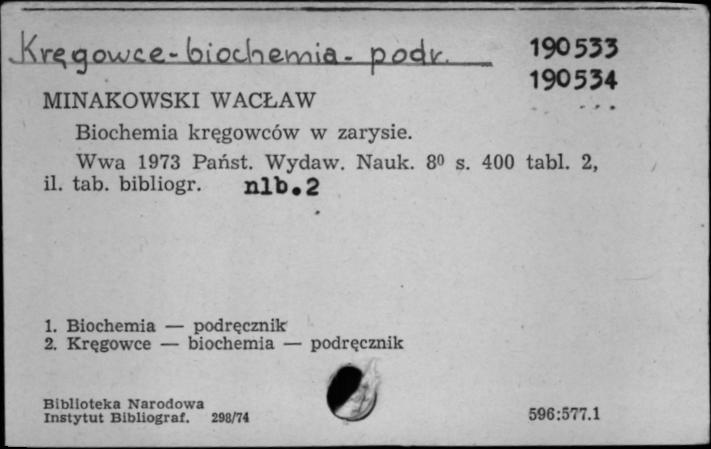 Kręgowce - biochemia - podr.
190533
190534
MINAKOWSKI WACŁAW
Biochemia kręgowców w zarysie.
Wwa 1973 Państ. Wydaw. Nauk. 8⁰ s. 400 tabl. 2,
il. tab. bibliogr. nlb.2
1. Biochemia — podręcznik
2. Kręgowce — biochemia — podręcznik
Biblioteka Narodowa
Instytut Bibliograf. 298/74
596:577.1